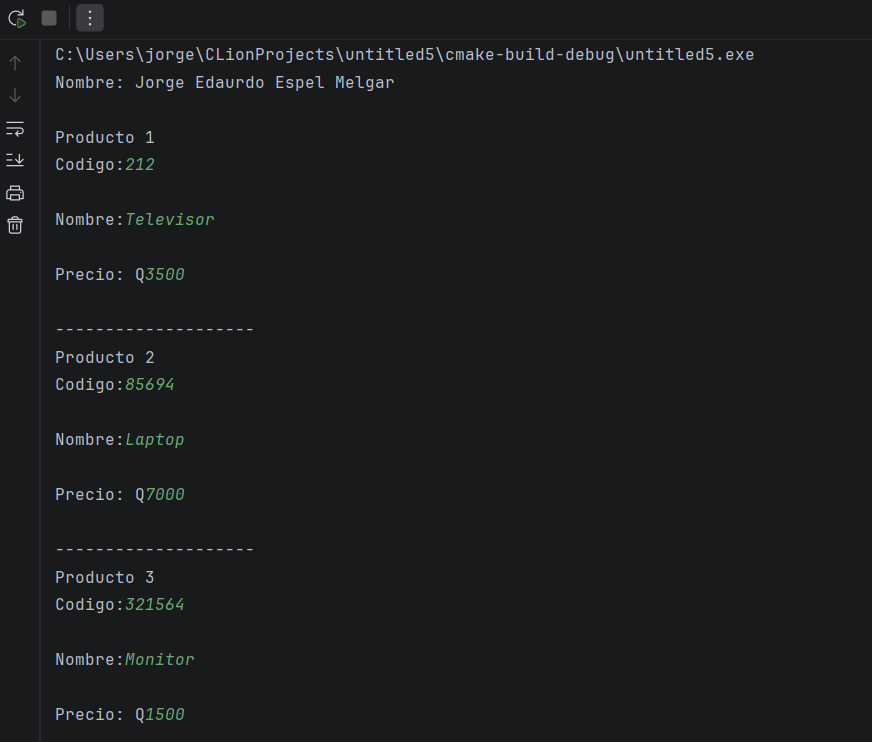 C:\Users\jorge\CLionProjects\untitled5\cmake-build-debug\untitled5.exe
Nombre: Jorge Edaurdo Espel Melgar
Producto 1
Codigo:212
Nombre:Televisor
Precio: Q3500
--------------------
Producto 2
Codigo:85694
Nombre:Laptop
Precio: Q7000
--------------------
Producto 3
Codigo:321564
Nombre:Monitor
Precio: Q1500